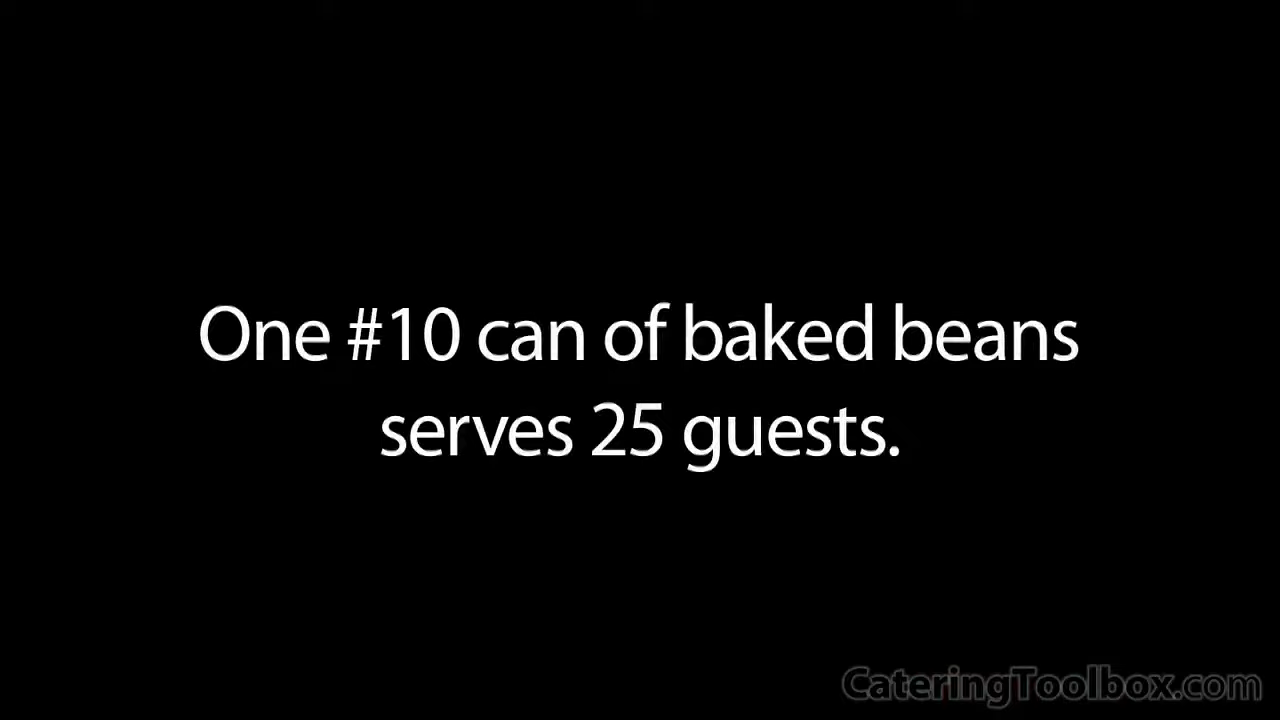 One #10 can of baked beans
serves 25 guests.
CateringToolbox.com